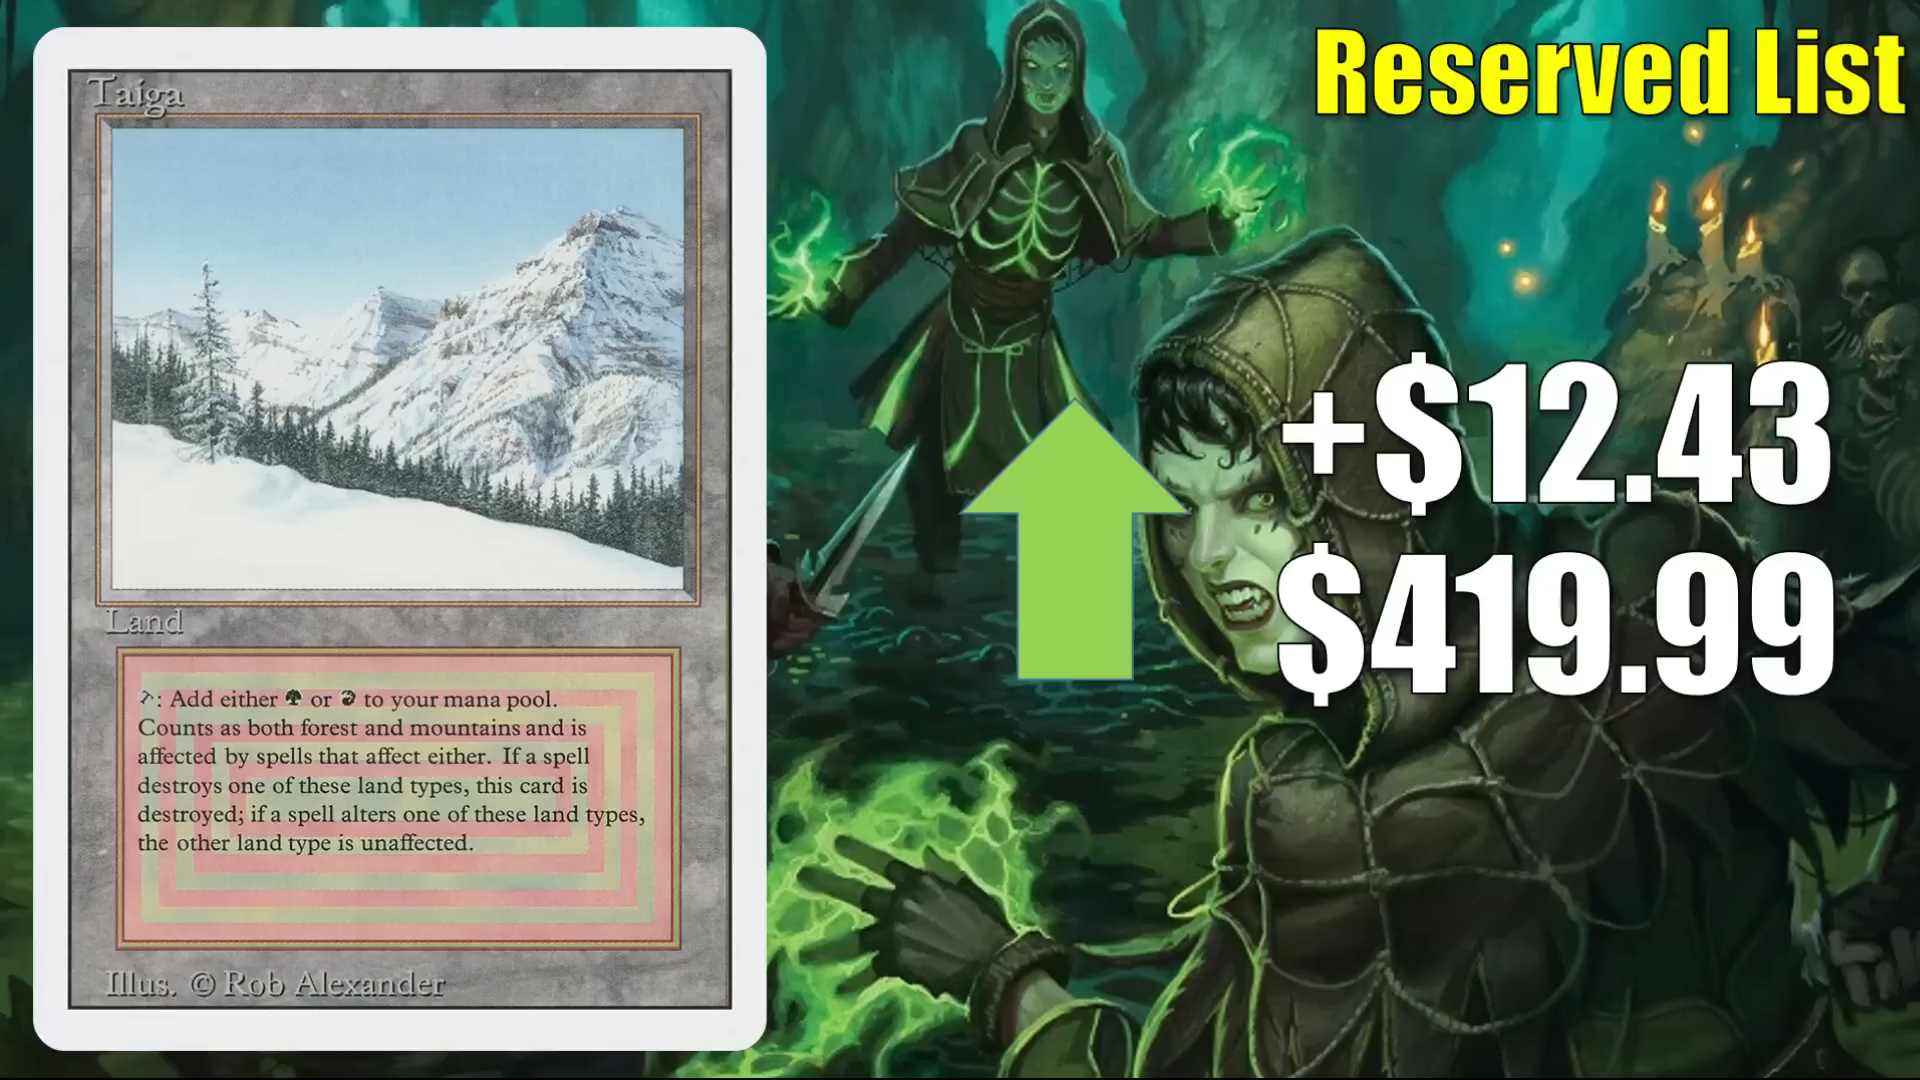 Taiga
Reserved List
+$12.43
$419.99
Land
: Add either or to your mana pool.
Counts as both forest and mountains and is
affected by spells that affect either. If a spell
destroys one of these land types, this card is
destroyed; if a spell alters one of these land types,
the other land type is unaffected.
Illus. © Rob Alexander